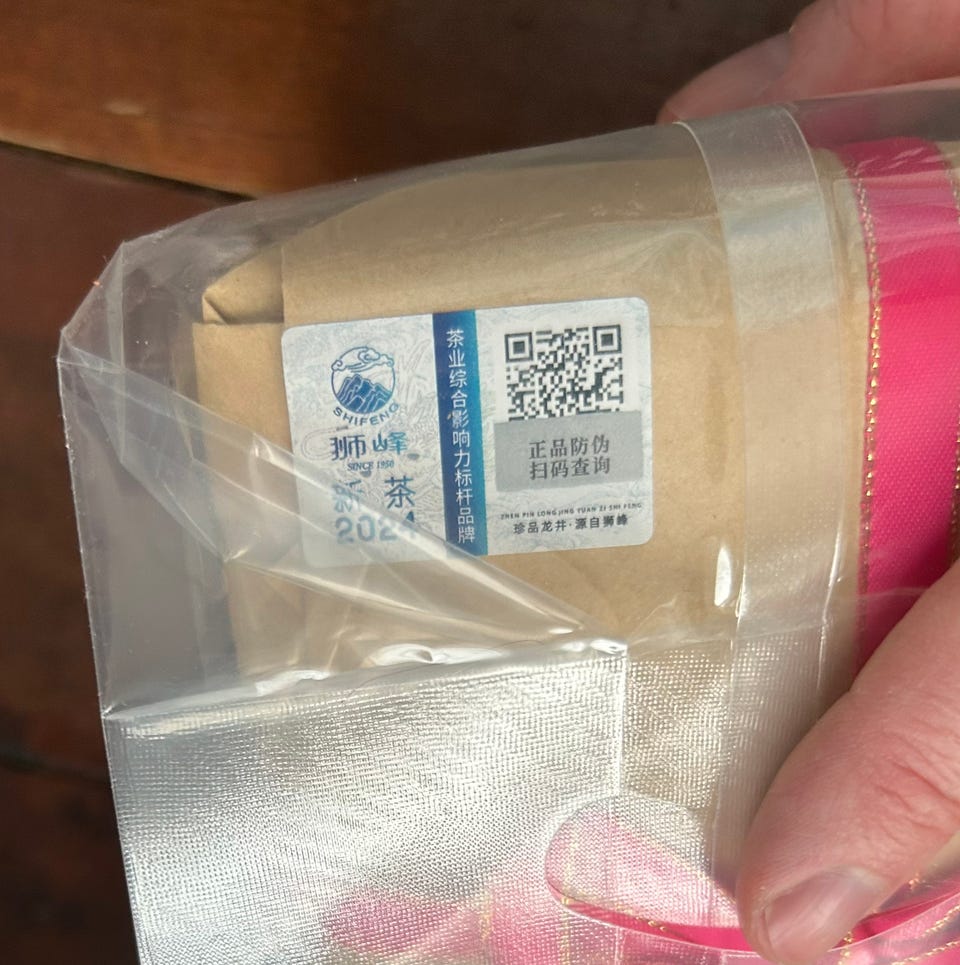 SHIFENG
狮峰
SINCE 1950
新茶
2024
茶业综合影响力标杆品牌
正品防伪
扫码查询
ZHEN PIN LONG JING YUAN ZI SHI FENG
珍品龙井·源自狮峰